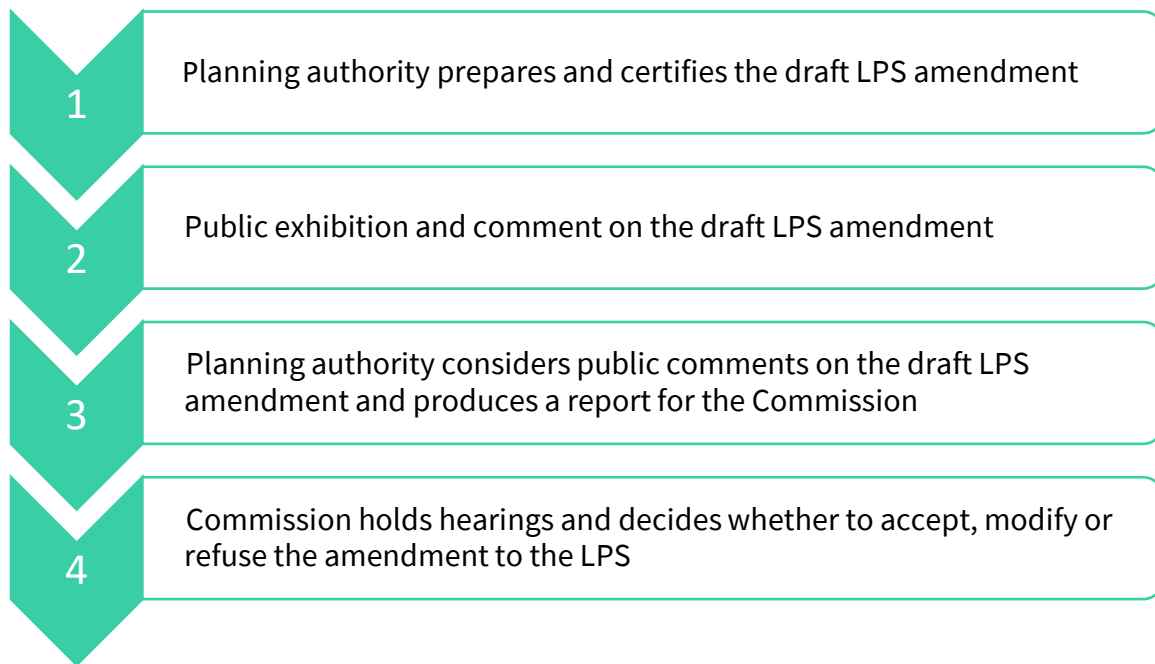 1
Planning authority prepares and certifies the draft LPS amendment
2
Public exhibition and comment on the draft LPS amendment
3
Planning authority considers public comments on the draft LPS
amendment and produces a report for the Commission
4
Commission holds hearings and decides whether to accept, modify or
refuse the amendment to the LPS